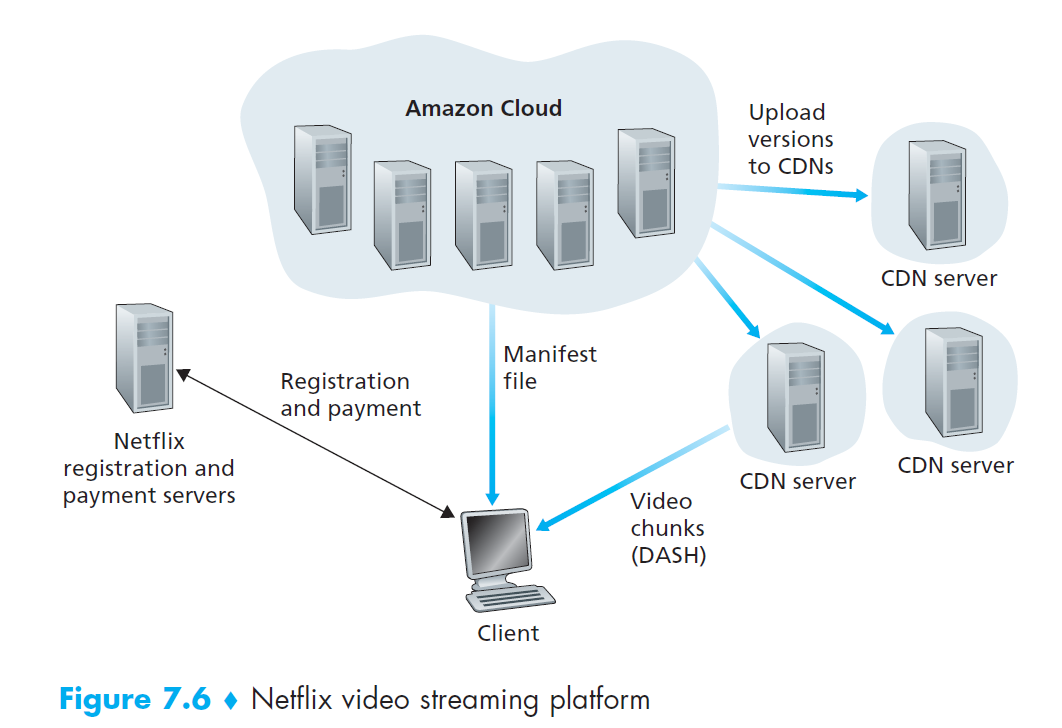 Amazon Cloud
Upload
versions
to CDNs
CDN server
Manifest
file
Registration
and payment
Netflix
registration and
payment servers
CDN server
CDN server
Video
chunks
(DASH)
Client
Figure 7.6 ♦ Netflix video streaming platform